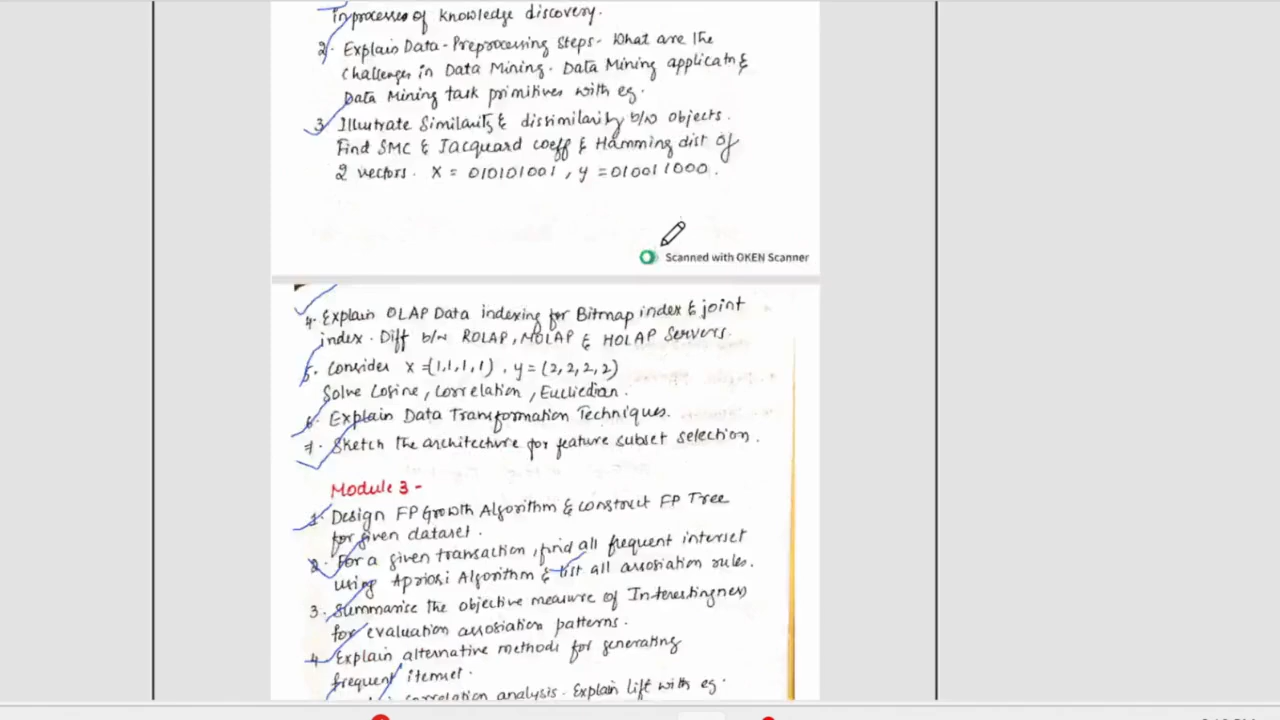 in processes of knowledge discovery.
2. Explain Data-Preprocessing Steps- What are the
Challenges in Data Mining. Data Mining applicatn &
Data Mining task primitives with eg.
3 Illustrate Similarity & dissimilarity b/w objects.
Find SMC & Jacquard coeff & Hamming dist of
2 vectors. X = 010101001, y = 010011000.
Scanned with OKEN Scanner
4. Explain OLAP Data indexing for Bitmap index & joint
index. Diff b/w ROLAP, MOLAP & HOLAP Servers.
5. Consider x =(1,1,1,1), y = (2,2,2,2)
Solve Cosine, Correlation, Euclidian.
6. Explain Data Transformation Techniques.
7. Sketch the architecture for feature subset selection.
Module 3 -
1. Design FP Growth Algorithm & construct FP Tree
for given dataset.
2. For a given transaction, find all frequent interset
using Apriori Algorithm & list all assosiation rules.
3. Summarise the objective measure of Interestingness
for evaluation assosiation patterns.
4. Explain alternative methods for generating
frequent itemset.
correlation analysis. Explain lift with eg.